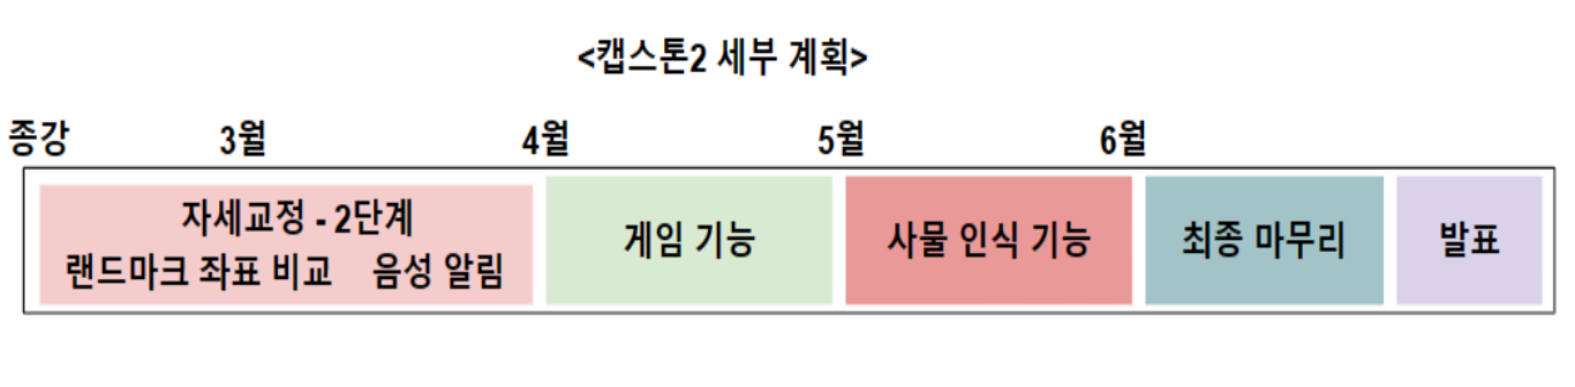 <캡스톤2 세부 계획>
종강 3월 4월 5월 6월
자세교정 - 2단계
랜드마크 좌표 비교 음성 알림
게임 기능
사물 인식 기능
최종 마무리
발표